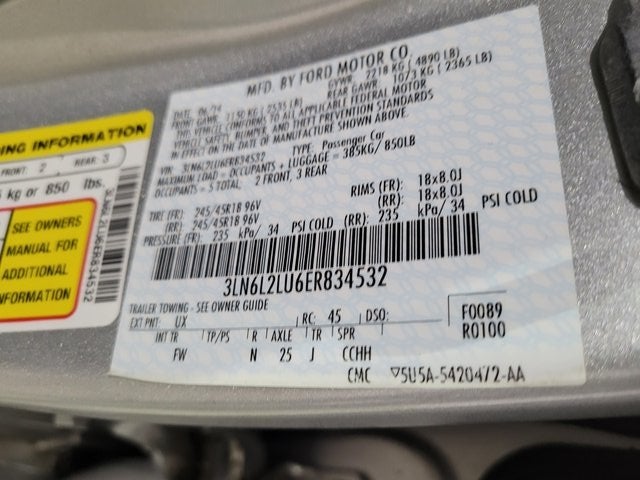 MFD. BY FORD MOTOR CO.
DATE: 06/14 GVWR: 2218 KG ( 4890 LB)
FRONT GAWR: 1150 KG ( 2535 LB) REAR GAWR: 1073 KG ( 2365 LB)
THIS VEHICLE CONFORMS TO ALL APPLICABLE FEDERAL MOTOR
VEHICLE SAFETY, BUMPER, AND THEFT PREVENTION STANDARDS
IN EFFECT ON THE DATE OF MANUFACTURE SHOWN ABOVE.
VIN: 3LN6L2LU6ER834532 TYPE: Passenger Car
MAXIMUM LOAD = OCCUPANTS + LUGGAGE = 385KG/ 850LB
OCCUPANTS = 5 TOTAL 2 FRONT, 3 REAR
TIRE (FR): 245/45R18 96V RIMS (FR): 18x8.0J
(RR): 245/45R18 96V (RR): 18x8.0J
PRESSURE (FR): 235 kPa/ 34 PSI COLD (RR): 235 kPa/ 34 PSI COLD
3LN6L2LU6ER834532
TRAILER TOWING - SEE OWNER GUIDE
EXT PNT: UX RC: 45 DSO: F0089
R0100
INT TR TP/PS R AXLE TR SPR
FW N 25 J CCHH
CMC 5U5A-5420472-AA
ING INFORMATION
FRONT: 2 REAR: 3
kg or 850 lbs.
SEE OWNERS
MANUAL FOR
ADDITIONAL
INFORMATION
3LN6L2LU6ER834532